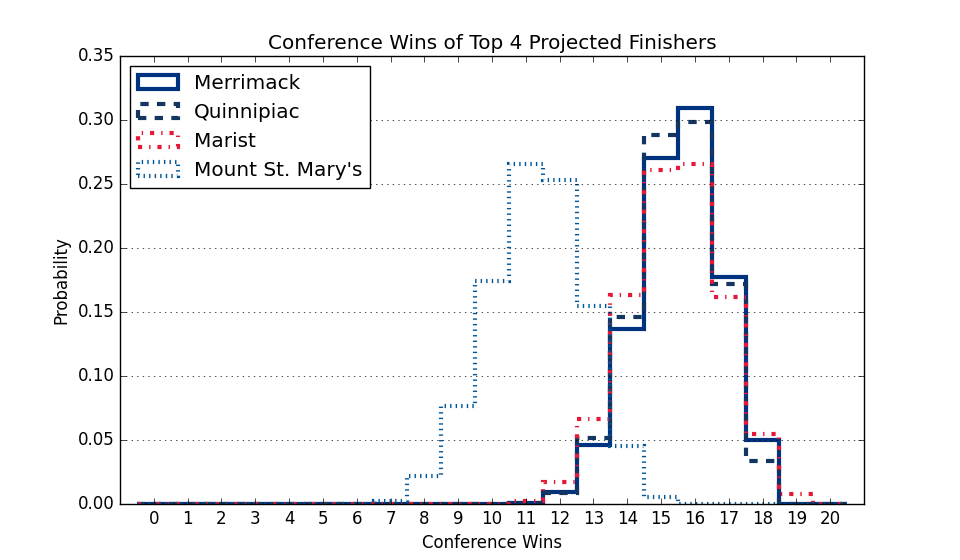 Conference Wins of Top 4 Projected Finishers
0.35
0.30
0.25
0.20
0.15
0.10
0.05
0.00
Probability
Merrimack
Quinnipiac
Marist
Mount St. Mary's
0 1 2 3 4 5 6 7 8 9 10 11 12 13 14 15 16 17 18 19 20
Conference Wins